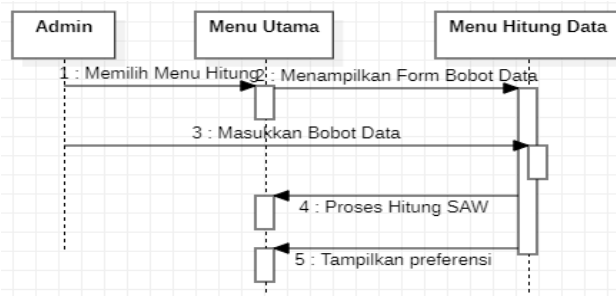 Admin
Menu Utama
Menu Hitung Data
1 : Memilih Menu Hitung
2 : Menampilkan Form Bobot Data
3 : Masukkan Bobot Data
4 : Proses Hitung SAW
5 : Tampilkan preferensi